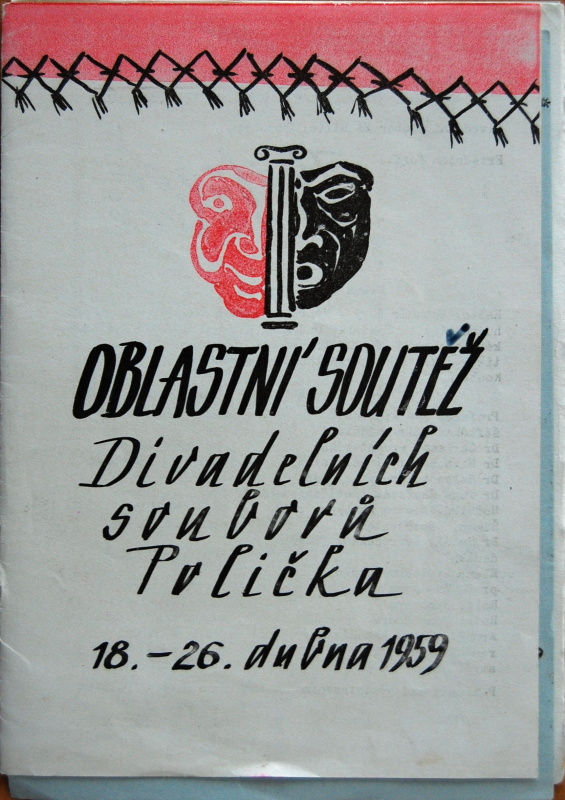 OBLASTNÍ SOUTĚŽ
Divadelních
souborů
Polička
18. – 26. dubna 1959